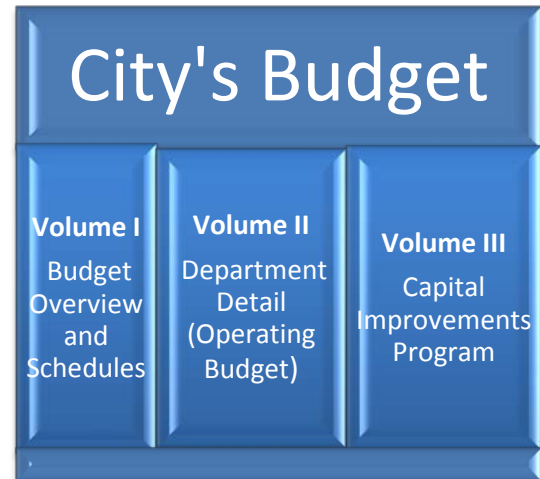 City's Budget
Volume I
Budget
Overview
and
Schedules
Volume II
Department
Detail
(Operating
Budget)
Volume III
Capital
Improvements
Program